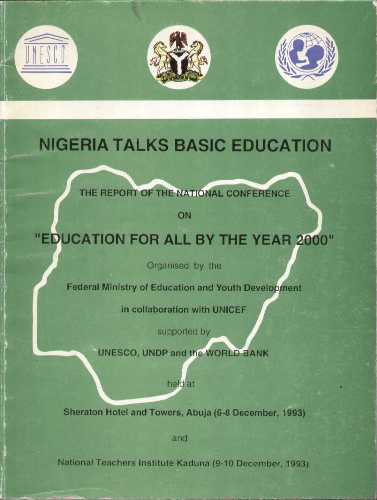 UNESCO
NIGERIA TALKS BASIC EDUCATION
THE REPORT OF THE NATIONAL CONFERENCE
ON
"EDUCATION FOR ALL BY THE YEAR 2000"
Organised by the
Federal Ministry of Education and Youth Development
in collaboration with UNICEF
supported by
UNESCO, UNDP and the WORLD BANK
held at
Sheraton Hotel and Towers, Abuja (6-8 December, 1993)
and
National Teachers Institute Kaduna (9-10 December, 1993)